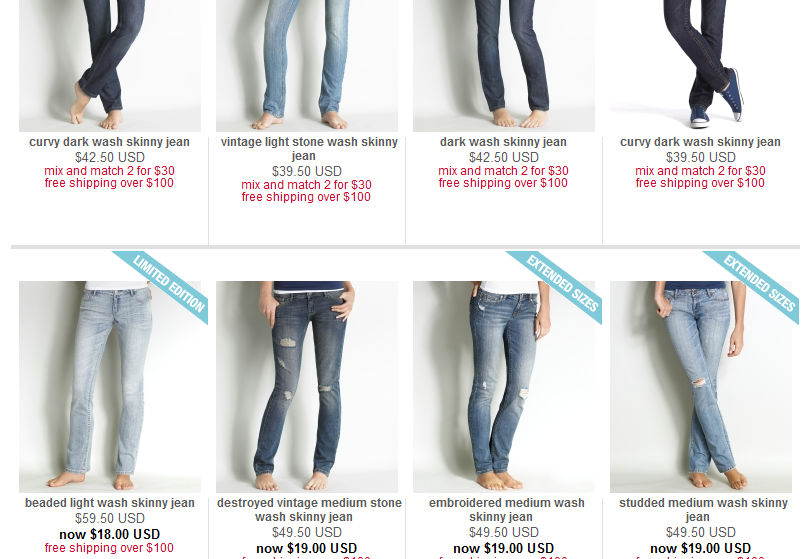 curvy dark wash skinny jean
$42.50 USD
mix and match 2 for $30
free shipping over $100
vintage light stone wash skinny
jean
$39.50 USD
mix and match 2 for $30
free shipping over $100
dark wash skinny jean
$42.50 USD
mix and match 2 for $30
free shipping over $100
curvy dark wash skinny jean
$39.50 USD
mix and match 2 for $30
free shipping over $100
LIMITED EDITION
beaded light wash skinny jean
$59.50 USD
now $18.00 USD
free shipping over $100
destroyed vintage medium stone
wash skinny jean
$49.50 USD
now $19.00 USD
EXTENDED SIZES
embroidered medium wash
skinny jean
$49.50 USD
now $19.00 USD
EXTENDED SIZES
studded medium wash skinny
jean
$49.50 USD
now $19.00 USD